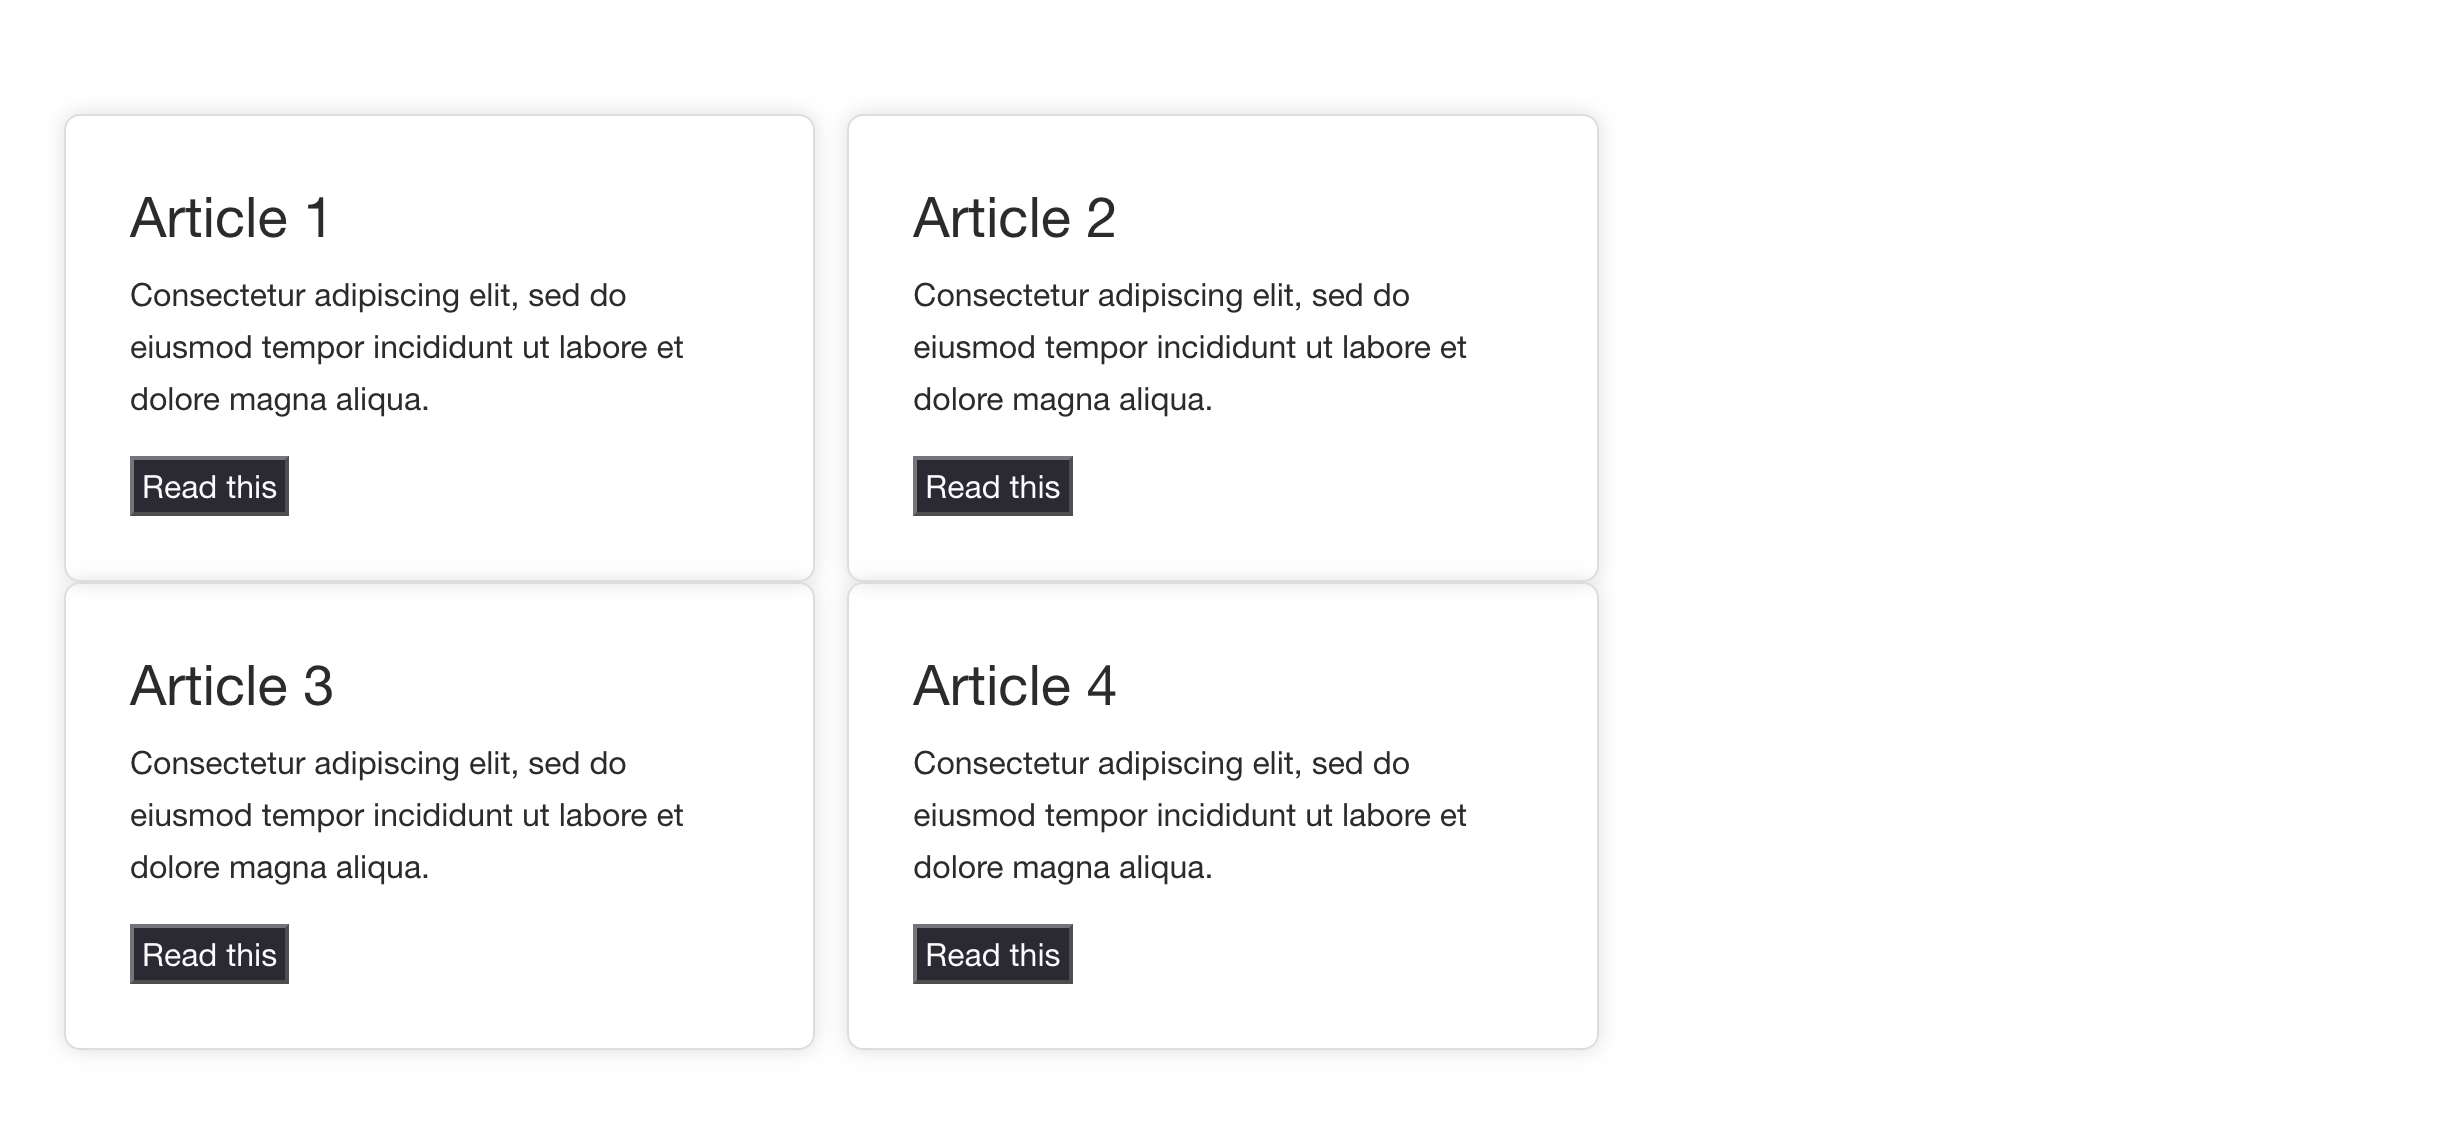 Article 1
Consectetur adipiscing elit, sed do
eiusmod tempor incididunt ut labore et
dolore magna aliqua.
Read this
Article 2
Consectetur adipiscing elit, sed do
eiusmod tempor incididunt ut labore et
dolore magna aliqua.
Read this
Article 3
Consectetur adipiscing elit, sed do
eiusmod tempor incididunt ut labore et
dolore magna aliqua.
Read this
Article 4
Consectetur adipiscing elit, sed do
eiusmod tempor incididunt ut labore et
dolore magna aliqua.
Read this